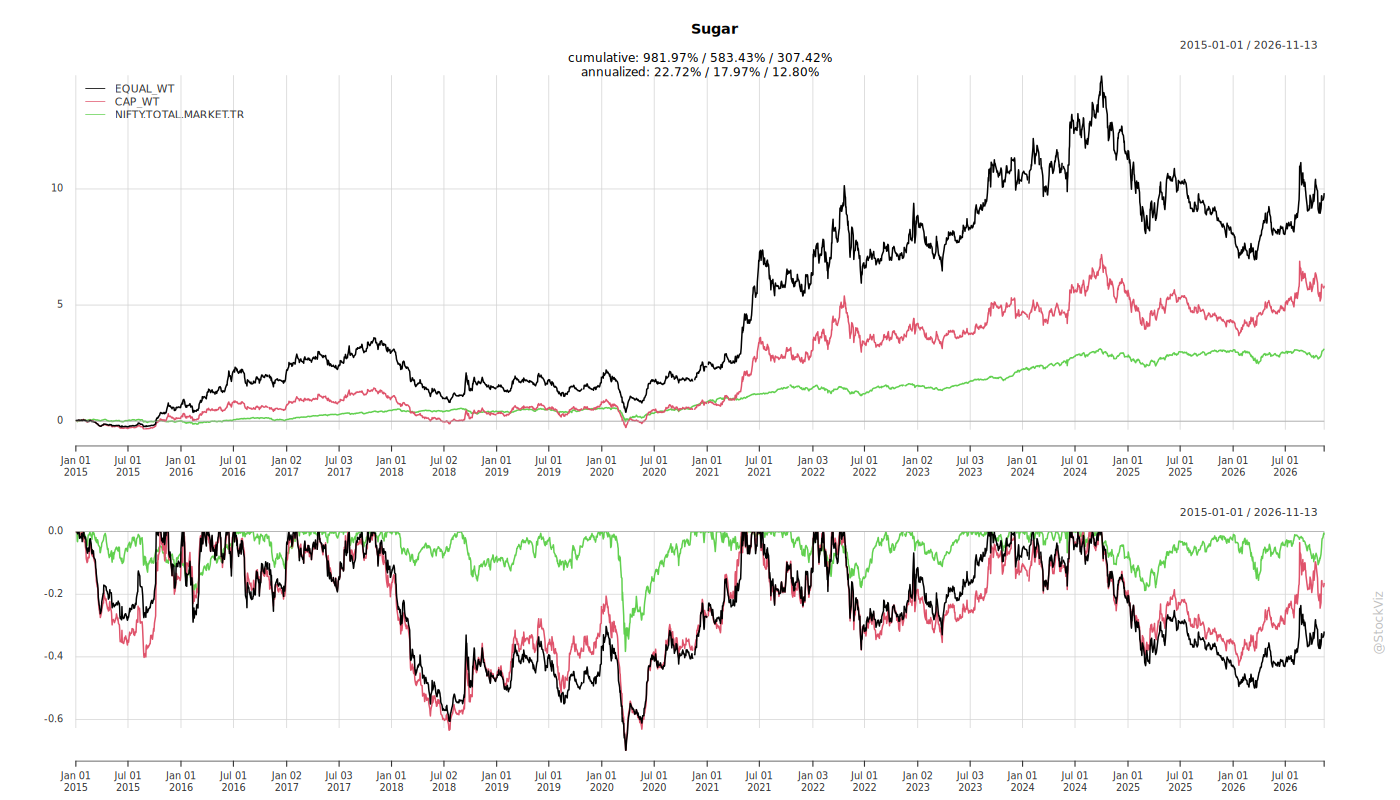 Sugar
2015-01-01 / 2026-11-13
cumulative: 981.97% / 583.43% / 307.42%
annualized: 22.72% / 17.97% / 12.80%
EQUAL_WT
CAP_WT
NIFTY.TOTAL.MARKET.TR
10
5
0
Jan 01 Jul 01 Jan 01 Jul 01 Jan 02 Jul 03 Jan 01 Jul 02 Jan 01 Jul 01 Jan 01 Jul 01 Jan 01 Jul 01 Jan 03 Jul 01 Jan 02 Jul 03 Jan 01 Jul 01 Jan 01 Jul 01 Jan 01 Jul 01
2015 2015 2016 2016 2017 2017 2018 2018 2019 2019 2020 2020 2021 2021 2022 2022 2023 2023 2024 2024 2025 2025 2026 2026
2015-01-01 / 2026-11-13
0.0
-0.2
-0.4
-0.6
Jan 01 Jul 01 Jan 01 Jul 01 Jan 02 Jul 03 Jan 01 Jul 02 Jan 01 Jul 01 Jan 01 Jul 01 Jan 01 Jul 01 Jan 03 Jul 01 Jan 02 Jul 03 Jan 01 Jul 01 Jan 01 Jul 01 Jan 01 Jul 01
2015 2015 2016 2016 2017 2017 2018 2018 2019 2019 2020 2020 2021 2021 2022 2022 2023 2023 2024 2024 2025 2025 2026 2026
@StockViz